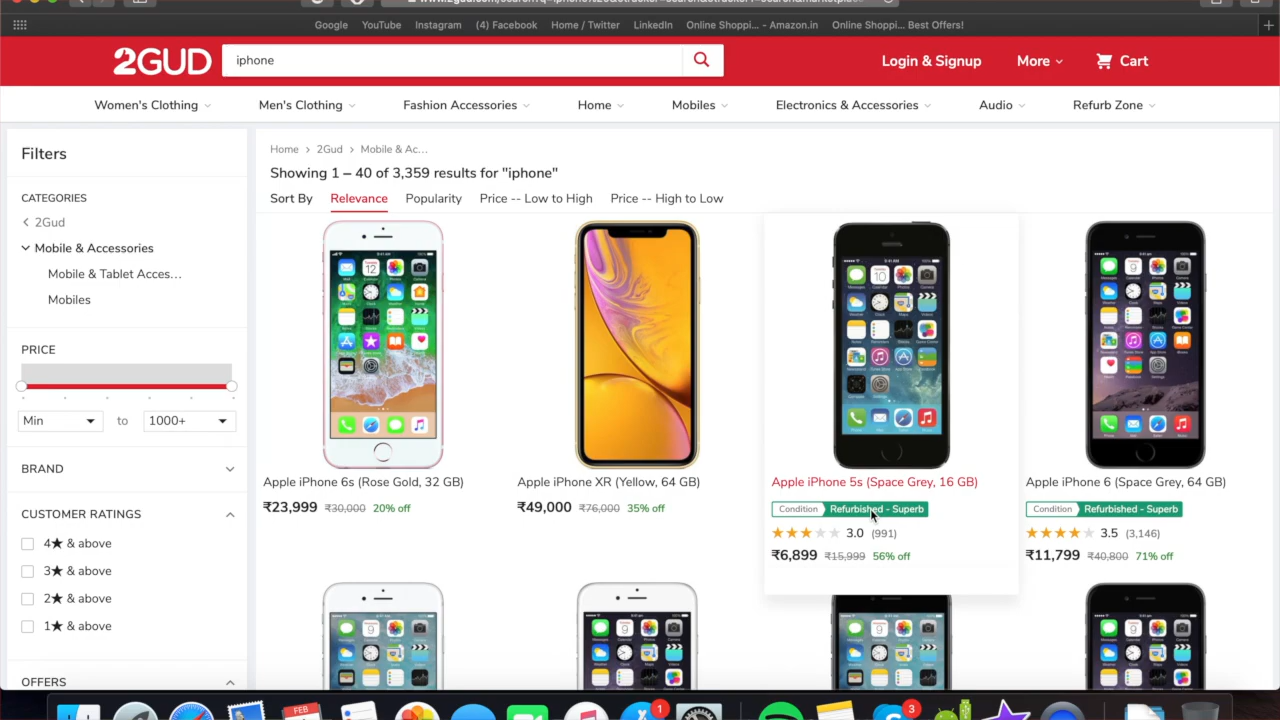 Google YouTube Instagram (4) Facebook Home / Twitter LinkedIn Online Shoppi... - Amazon.in Online Shoppi... Best Offers!
2GUD iphone Login & Signup More Cart
Women's Clothing Men's Clothing Fashion Accessories Home Mobiles Electronics & Accessories Audio Refurb Zone
Filters
CATEGORIES
2Gud
Mobile & Accessories
Mobile & Tablet Acces...
Mobiles
PRICE
Min to 1000+
BRAND
CUSTOMER RATINGS
4★ & above
3★ & above
2★ & above
1★ & above
OFFERS
Home > 2Gud > Mobile & Ac...
Showing 1 – 40 of 3,359 results for "iphone"
Sort By Relevance Popularity Price -- Low to High Price -- High to Low
Apple iPhone 6s (Rose Gold, 32 GB)
₹23,999 ₹30,000 20% off
Apple iPhone XR (Yellow, 64 GB)
₹49,000 ₹76,000 35% off
Apple iPhone 5s (Space Grey, 16 GB)
Condition Refurbished - Superb
3.0 (991)
₹6,899 ₹15,999 56% off
Apple iPhone 6 (Space Grey, 64 GB)
Condition Refurbished - Superb
3.5 (3,146)
₹11,799 ₹40,800 71% off
FEB 1 3